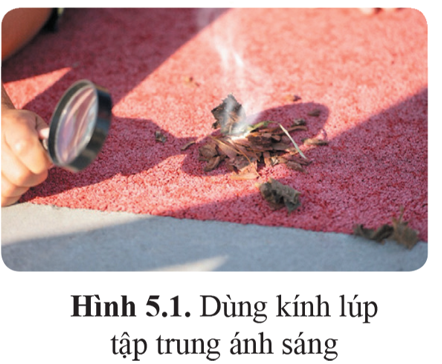 Hình 5.1. Dùng kính lúp
tập trung ánh sáng